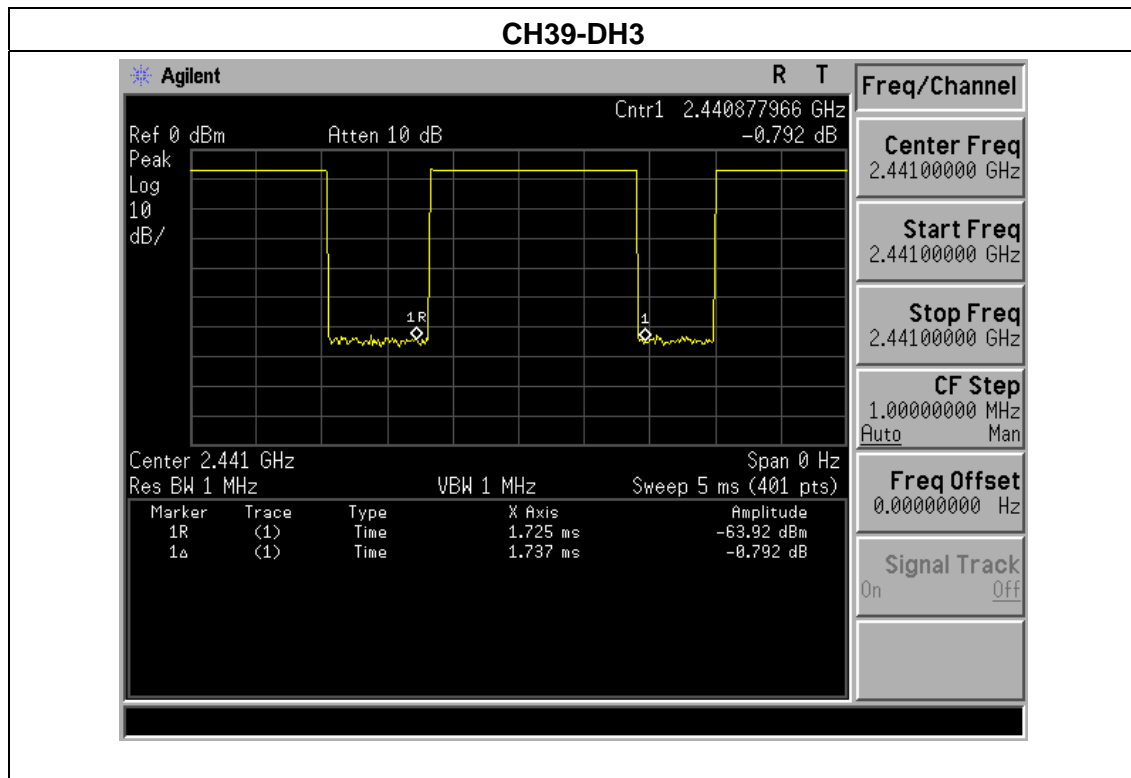 CH39-DH3
Agilent R T
Cntr1 2.440877966 GHz
Ref 0 dBm Atten 10 dB -0.792 dB
Peak
Log
10
dB/
1R
1
Center 2.441 GHz Span 0 Hz
Res BW 1 MHz VBW 1 MHz Sweep 5 ms (401 pts)
Marker Trace Type X Axis Amplitude
1R (1) Time 1.725 ms -63.92 dBm
1Δ (1) Time 1.737 ms -0.792 dB
Freq/Channel
Center Freq
2.44100000 GHz
Start Freq
2.44100000 GHz
Stop Freq
2.44100000 GHz
CF Step
1.00000000 MHz
Auto Man
Freq Offset
0.00000000 Hz
Signal Track
On Off